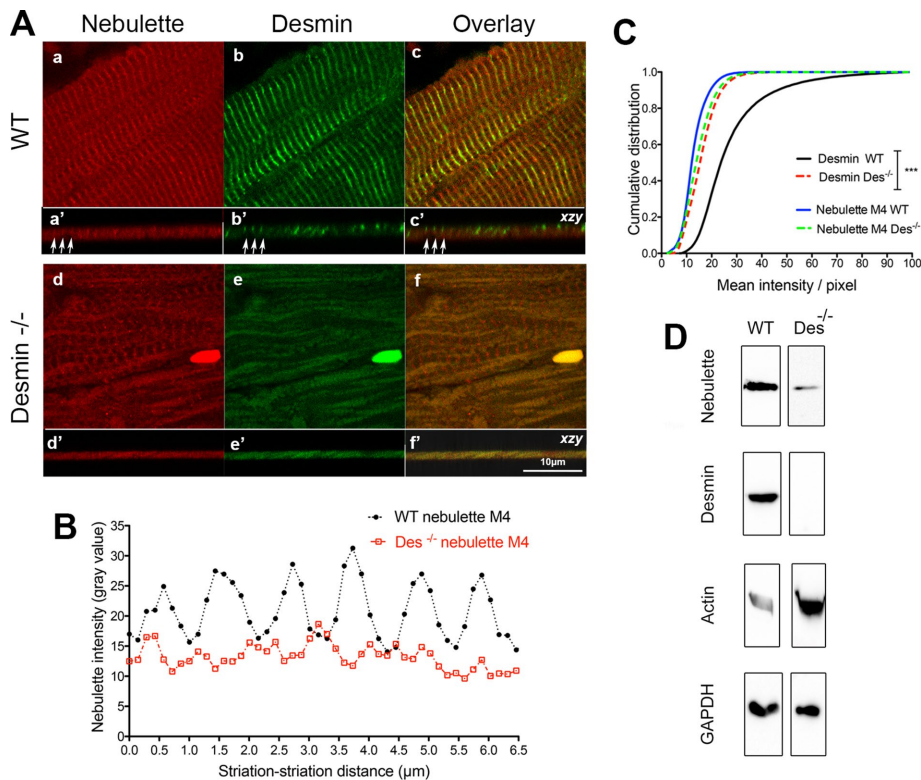 A
Nebulette Desmin Overlay
WT
a b c
a' b' c' xzy
Desmin -/-
d e f
d' e' f' xzy
10µm
B
Nebulette intensity (gray value)
35
30
25
20
15
10
5
0
0.0 0.5 1.0 1.5 2.0 2.5 3.0 3.5 4.0 4.5 5.0 5.5 6.0 6.5
Striation-striation distance (µm)
WT nebulette M4
Des -/- nebulette M4
C
Cumulative distribution
1.0
0.8
0.6
0.4
0.2
0.0
0 10 20 30 40 50 60 70 80 90 100
Mean intensity / pixel
Desmin WT
Desmin Des-/-
***
Nebulette M4 WT
Nebulette M4 Des-/-
D
WT Des-/-
Nebulette
Desmin
Actin
GAPDH